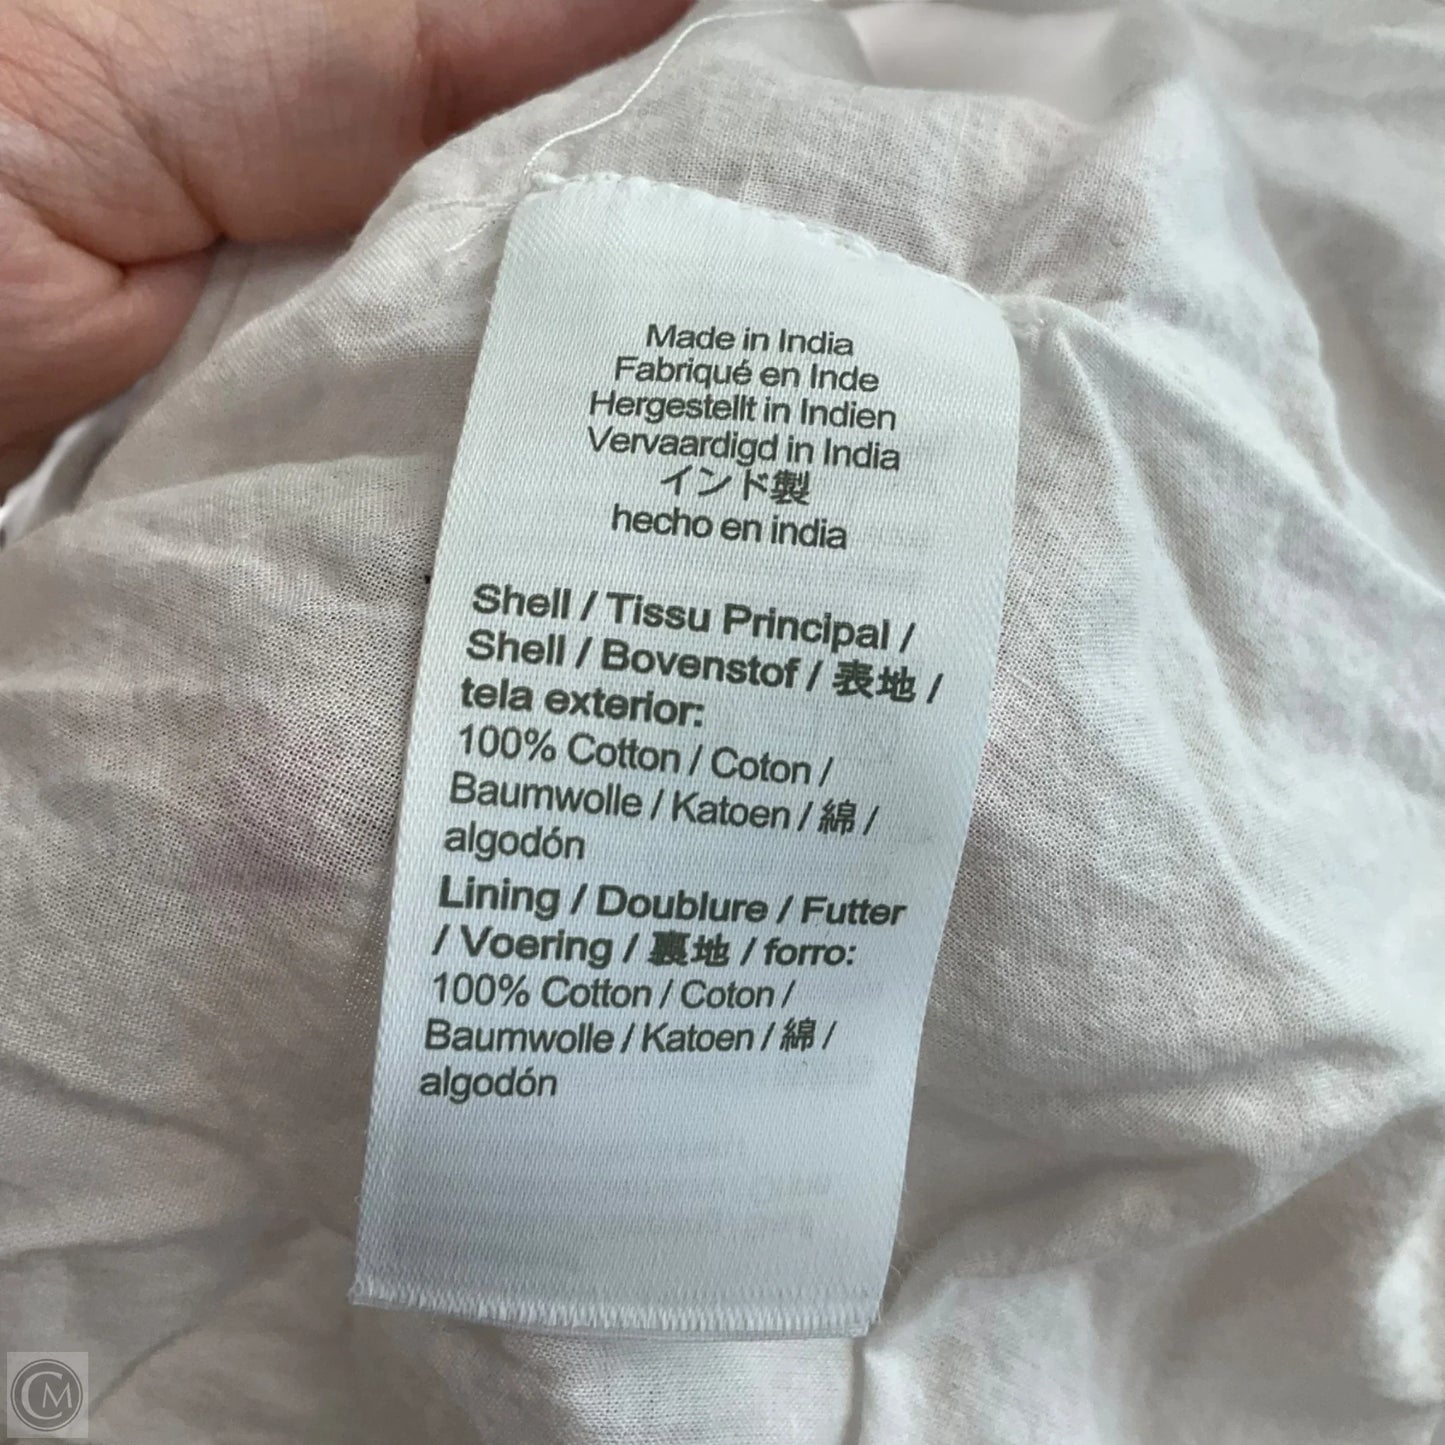 Made in India
Fabriqué en Inde
Hergestellt in Indien
Vervaardigd in India
インド製
hecho en india
Shell / Tissu Principal /
Shell / Bovenstof / 表地 /
tela exterior:
100% Cotton / Coton /
Baumwolle / Katoen / 綿 /
algodón
Lining / Doublure / Futter
/ Voering / 裏地 / forro:
100% Cotton / Coton /
Baumwolle / Katoen / 綿 /
algodón
CM